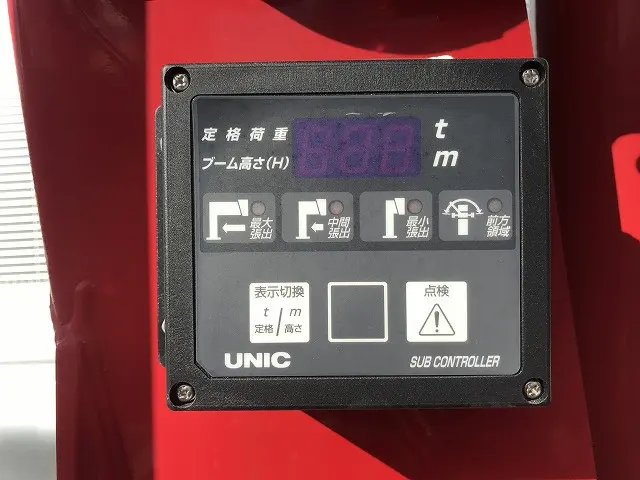 定格荷重 t
ブーム高さ(H) m
最大張出
中間張出
最小張出
前方領域
表示切換
t / m
定格 高さ
点検
UNIC
SUB CONTROLLER